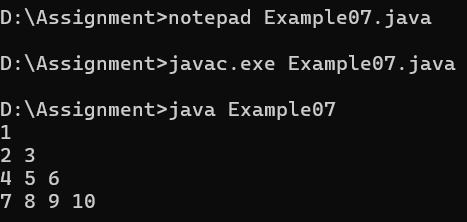 D:\Assignment>notepad Example07.java
D:\Assignment>javac.exe Example07.java
D:\Assignment>java Example07
1
2 3
4 5 6
7 8 9 10